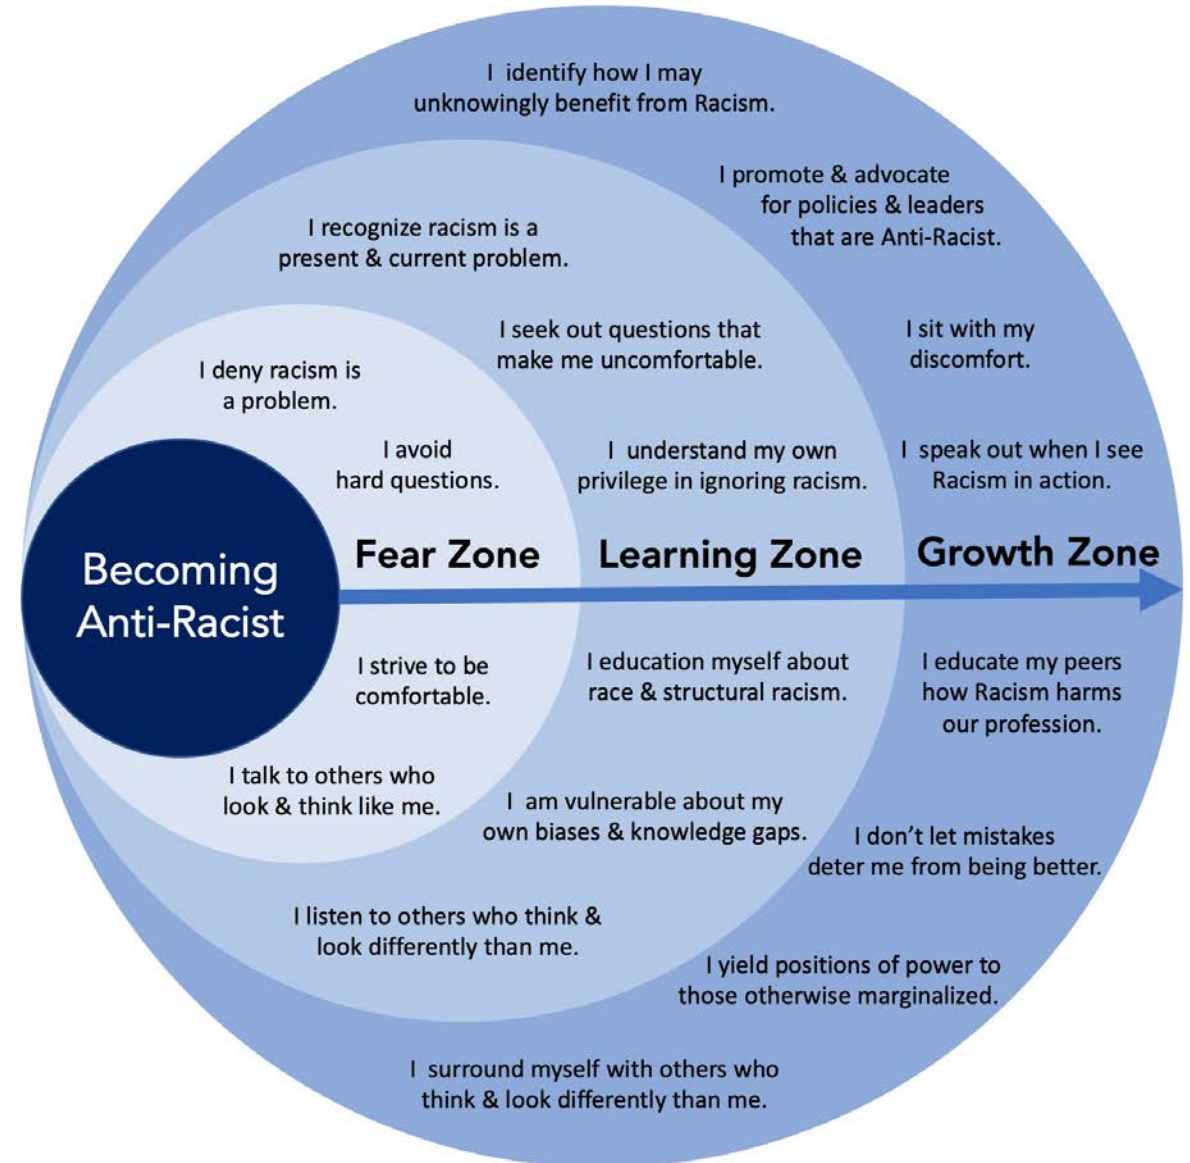 I identify how I may
unknowingly benefit from Racism.
I promote & advocate
for policies & leaders
that are Anti-Racist.
I recognize racism is a
present & current problem.
I seek out questions that
make me uncomfortable.
I sit with my
discomfort.
I deny racism is
a problem.
I avoid
hard questions.
I understand my own
privilege in ignoring racism.
I speak out when I see
Racism in action.
Becoming
Anti-Racist
Fear Zone
Learning Zone
Growth Zone
I strive to be
comfortable.
I education myself about
race & structural racism.
I educate my peers
how Racism harms
our profession.
I talk to others who
look & think like me.
I am vulnerable about my
own biases & knowledge gaps.
I don’t let mistakes
deter me from being better.
I listen to others who think &
look differently than me.
I yield positions of power to
those otherwise marginalized.
I surround myself with others who
think & look differently than me.